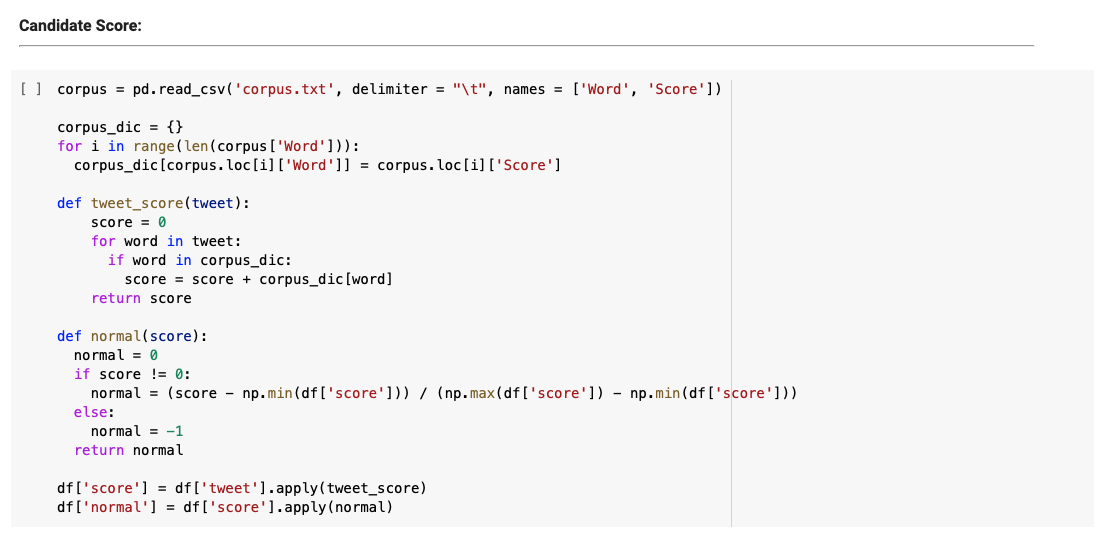 Candidate Score:
[ ] corpus = pd.read_csv('corpus.txt', delimiter = "\t", names = ['Word', 'Score'])
corpus_dic = {}
for i in range(len(corpus['Word'])):
  corpus_dic[corpus.loc[i]['Word']] = corpus.loc[i]['Score']
def tweet_score(tweet):
    score = 0
    for word in tweet:
      if word in corpus_dic:
        score = score + corpus_dic[word]
    return score
def normal(score):
  normal = 0
  if score != 0:
    normal = (score - np.min(df['score'])) / (np.max(df['score']) - np.min(df['score']))
  else:
    normal = -1
  return normal
df['score'] = df['tweet'].apply(tweet_score)
df['normal'] = df['score'].apply(normal)